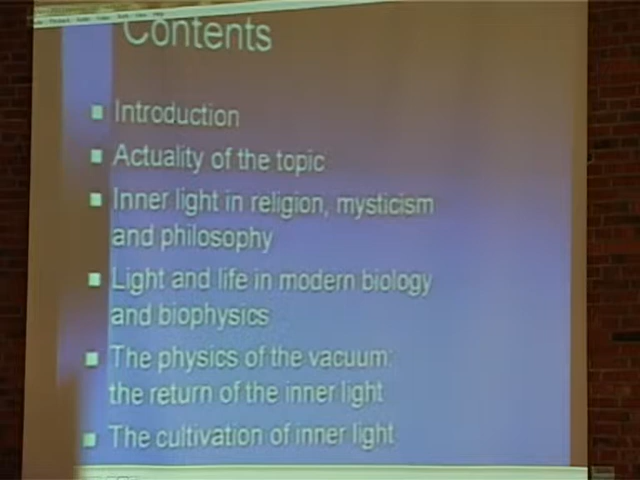 Contents
Introduction
Actuality of the topic
Inner light in religion, mysticism
and philosophy
Light and life in modern biology
and biophysics
The physics of the vacuum:
the return of the inner light
The cultivation of inner light